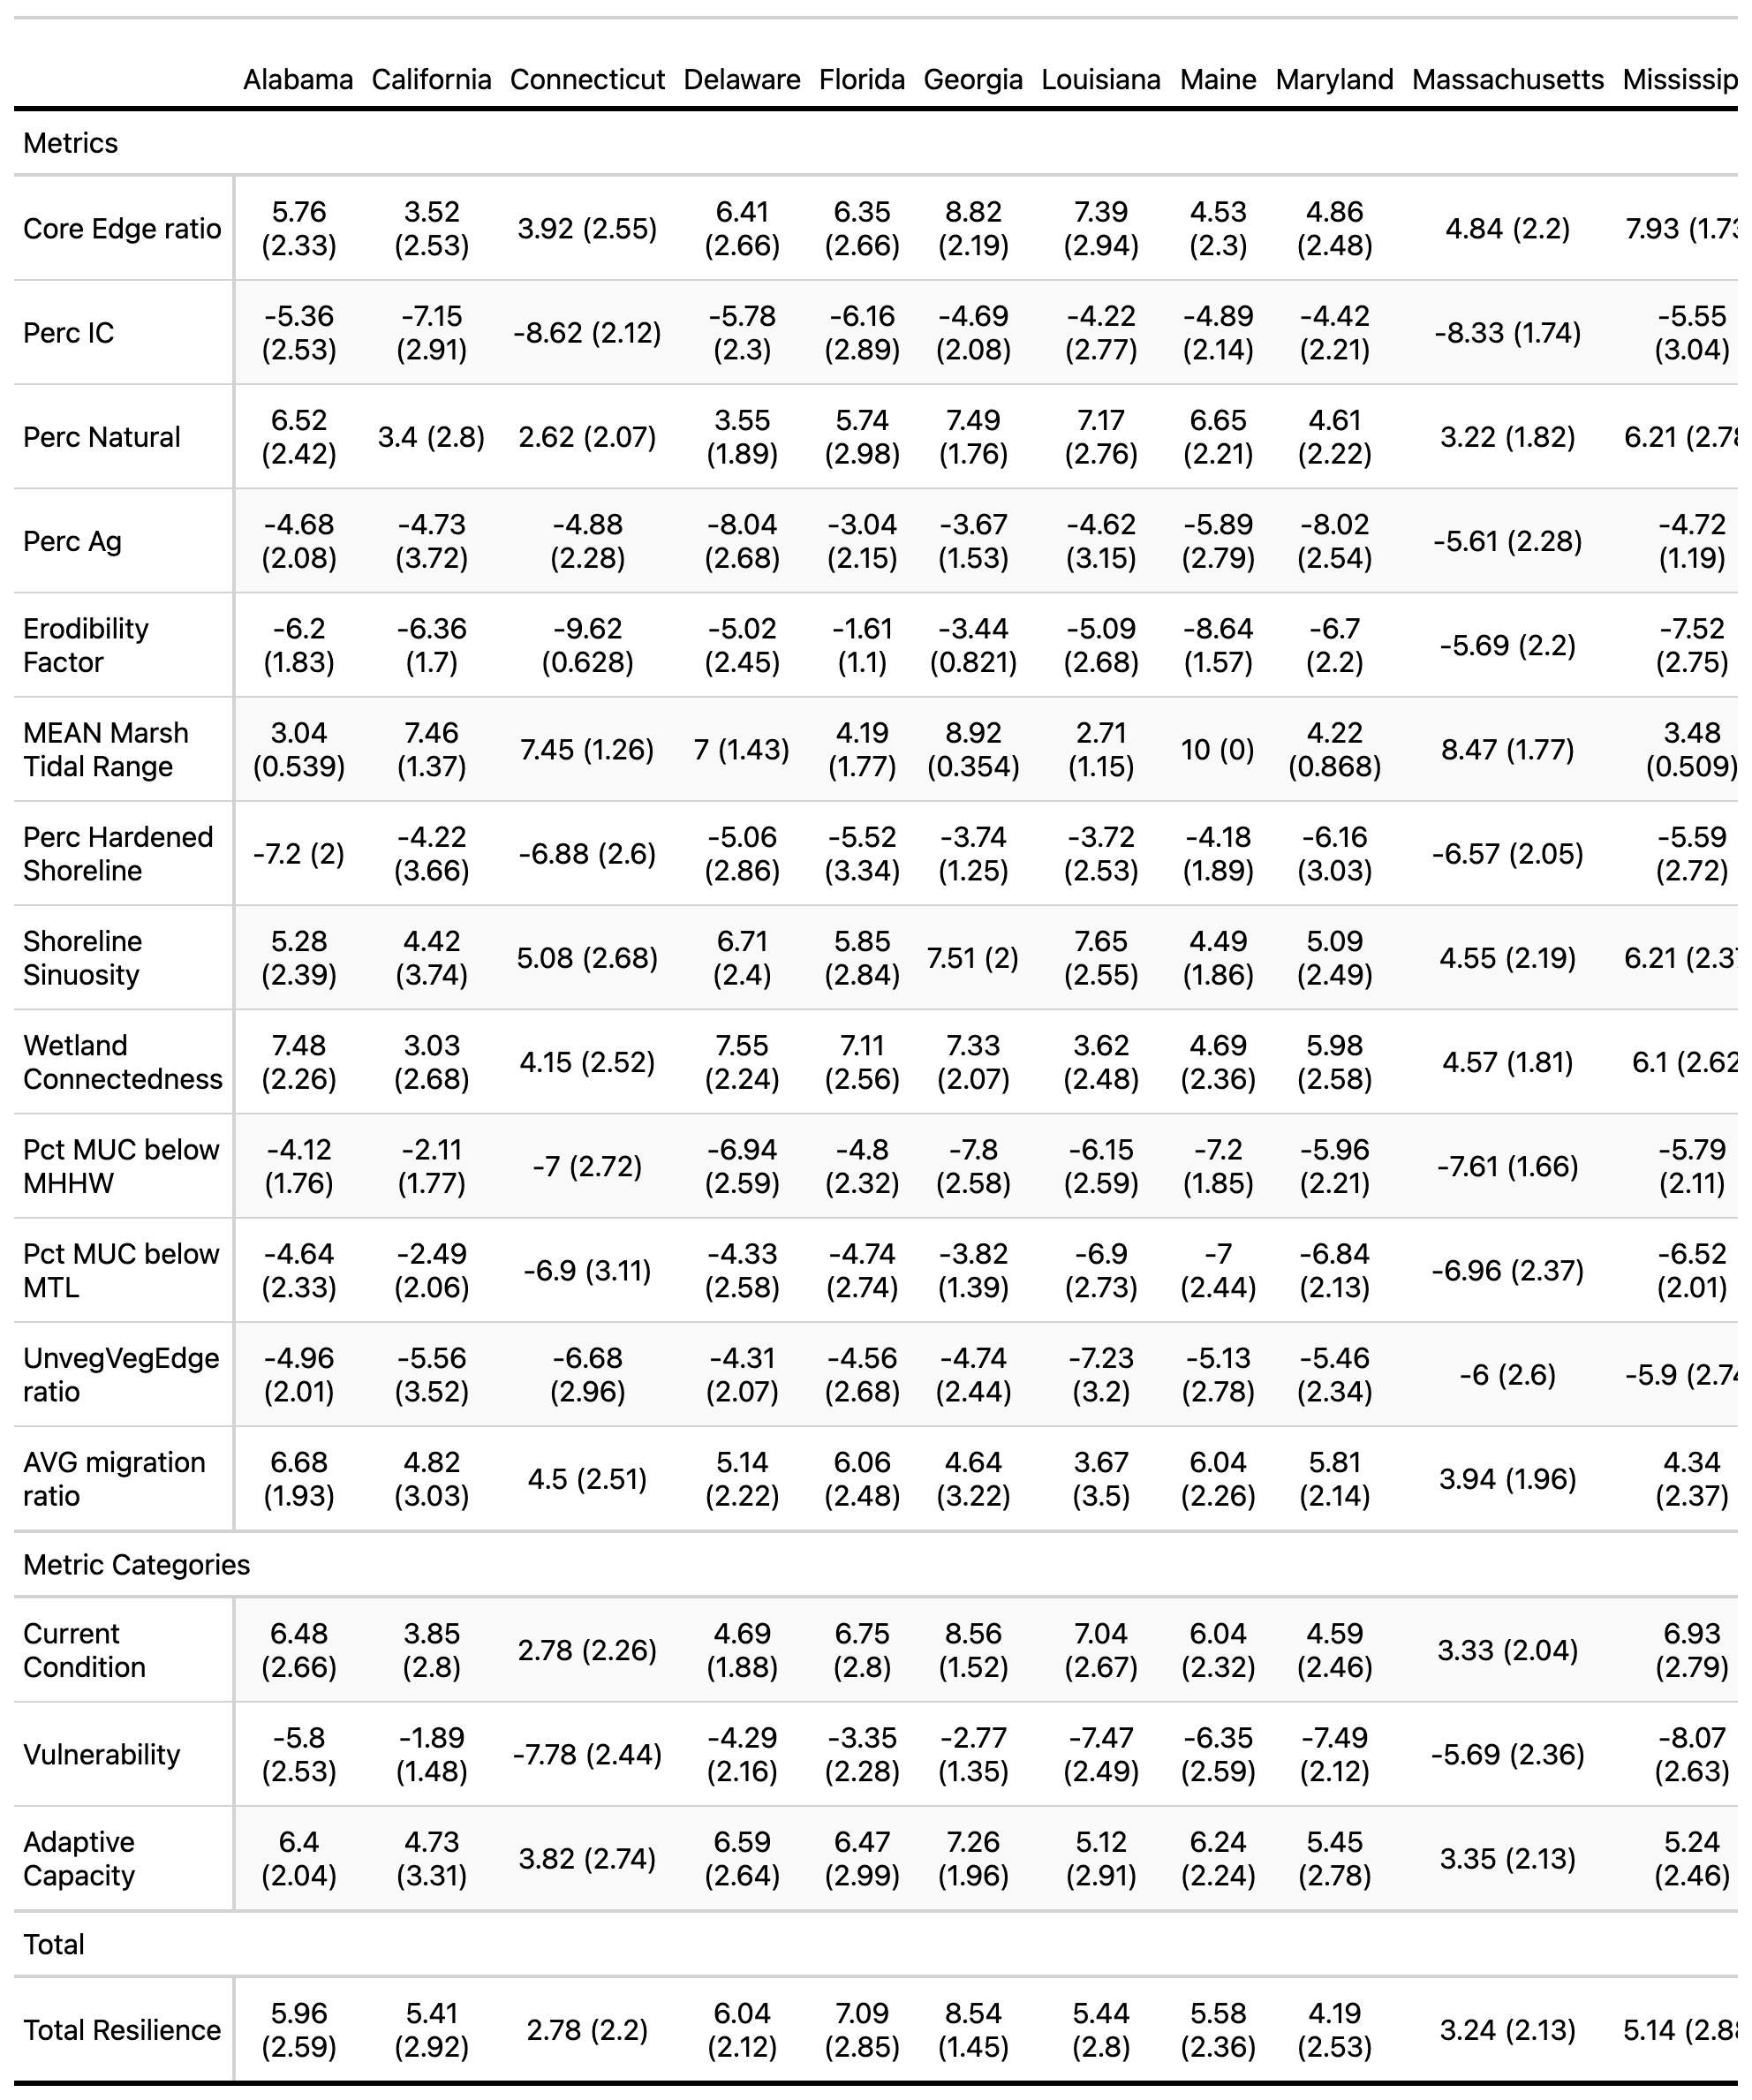 Alabama California Connecticut Delaware Florida Georgia Louisiana Maine Maryland Massachusetts Mississip
Metrics
Core Edge ratio 5.76 (2.33) 3.52 (2.53) 3.92 (2.55) 6.41 (2.66) 6.35 (2.66) 8.82 (2.19) 7.39 (2.94) 4.53 (2.3) 4.86 (2.48) 4.84 (2.2) 7.93 (1.73
Perc IC -5.36 (2.53) -7.15 (2.91) -8.62 (2.12) -5.78 (2.3) -6.16 (2.89) -4.69 (2.08) -4.22 (2.77) -4.89 (2.14) -4.42 (2.21) -8.33 (1.74) -5.55 (3.04)
Perc Natural 6.52 (2.42) 3.4 (2.8) 2.62 (2.07) 3.55 (1.89) 5.74 (2.98) 7.49 (1.76) 7.17 (2.76) 6.65 (2.21) 4.61 (2.22) 3.22 (1.82) 6.21 (2.78
Perc Ag -4.68 (2.08) -4.73 (3.72) -4.88 (2.28) -8.04 (2.68) -3.04 (2.15) -3.67 (1.53) -4.62 (3.15) -5.89 (2.79) -8.02 (2.54) -5.61 (2.28) -4.72 (1.19)
Erodibility Factor -6.2 (1.83) -6.36 (1.7) -9.62 (0.628) -5.02 (2.45) -1.61 (1.1) -3.44 (0.821) -5.09 (2.68) -8.64 (1.57) -6.7 (2.2) -5.69 (2.2) -7.52 (2.75)
MEAN Marsh Tidal Range 3.04 (0.539) 7.46 (1.37) 7.45 (1.26) 7 (1.43) 4.19 (1.77) 8.92 (0.354) 2.71 (1.15) 10 (0) 4.22 (0.868) 8.47 (1.77) 3.48 (0.509)
Perc Hardened Shoreline -7.2 (2) -4.22 (3.66) -6.88 (2.6) -5.06 (2.86) -5.52 (3.34) -3.74 (1.25) -3.72 (2.53) -4.18 (1.89) -6.16 (3.03) -6.57 (2.05) -5.59 (2.72)
Shoreline Sinuosity 5.28 (2.39) 4.42 (3.74) 5.08 (2.68) 6.71 (2.4) 5.85 (2.84) 7.51 (2) 7.65 (2.55) 4.49 (1.86) 5.09 (2.49) 4.55 (2.19) 6.21 (2.37
Wetland Connectedness 7.48 (2.26) 3.03 (2.68) 4.15 (2.52) 7.55 (2.24) 7.11 (2.56) 7.33 (2.07) 3.62 (2.48) 4.69 (2.36) 5.98 (2.58) 4.57 (1.81) 6.1 (2.62
Pct MUC below MHHW -4.12 (1.76) -2.11 (1.77) -7 (2.72) -6.94 (2.59) -4.8 (2.32) -7.8 (2.58) -6.15 (2.59) -7.2 (1.85) -5.96 (2.21) -7.61 (1.66) -5.79 (2.11)
Pct MUC below MTL -4.64 (2.33) -2.49 (2.06) -6.9 (3.11) -4.33 (2.58) -4.74 (2.74) -3.82 (1.39) -6.9 (2.73) -7 (2.44) -6.84 (2.13) -6.96 (2.37) -6.52 (2.01)
UnvegVegEdge ratio -4.96 (2.01) -5.56 (3.52) -6.68 (2.96) -4.31 (2.07) -4.56 (2.68) -4.74 (2.44) -7.23 (3.2) -5.13 (2.78) -5.46 (2.34) -6 (2.6) -5.9 (2.74
AVG migration ratio 6.68 (1.93) 4.82 (3.03) 4.5 (2.51) 5.14 (2.22) 6.06 (2.48) 4.64 (3.22) 3.67 (3.5) 6.04 (2.26) 5.81 (2.14) 3.94 (1.96) 4.34 (2.37)
Metric Categories
Current Condition 6.48 (2.66) 3.85 (2.8) 2.78 (2.26) 4.69 (1.88) 6.75 (2.8) 8.56 (1.52) 7.04 (2.67) 6.04 (2.32) 4.59 (2.46) 3.33 (2.04) 6.93 (2.79)
Vulnerability -5.8 (2.53) -1.89 (1.48) -7.78 (2.44) -4.29 (2.16) -3.35 (2.28) -2.77 (1.35) -7.47 (2.49) -6.35 (2.59) -7.49 (2.12) -5.69 (2.36) -8.07 (2.63)
Adaptive Capacity 6.4 (2.04) 4.73 (3.31) 3.82 (2.74) 6.59 (2.64) 6.47 (2.99) 7.26 (1.96) 5.12 (2.91) 6.24 (2.24) 5.45 (2.78) 3.35 (2.13) 5.24 (2.46)
Total
Total Resilience 5.96 (2.59) 5.41 (2.92) 2.78 (2.2) 6.04 (2.12) 7.09 (2.85) 8.54 (1.45) 5.44 (2.8) 5.58 (2.36) 4.19 (2.53) 3.24 (2.13) 5.14 (2.88